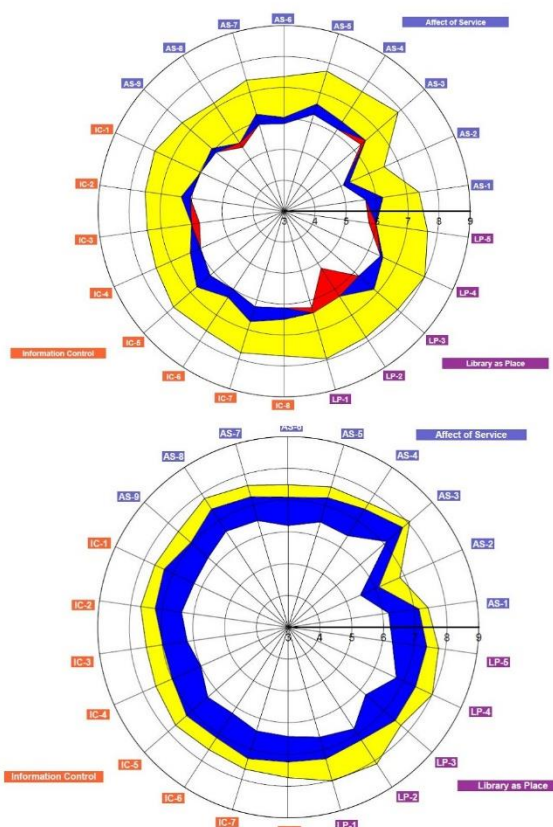 AS-6
Affect of Service
AS-7
AS-5
AS-8
AS-4
AS-9
AS-3
IC-1
AS-2
IC-2
AS-1
3 4 5 6 7 8 9
IC-3
LP-5
IC-4
LP-4
IC-5
LP-3
Information Control
Library as Place
IC-6
LP-2
IC-7
LP-1
IC-8
AS-6
Affect of Service
AS-7
AS-5
AS-8
AS-4
AS-9
AS-3
IC-1
AS-2
IC-2
AS-1
3 4 5 6 7 8 9
IC-3
LP-5
IC-4
LP-4
IC-5
LP-3
Information Control
Library as Place
IC-6
LP-2
IC-7
LP-1